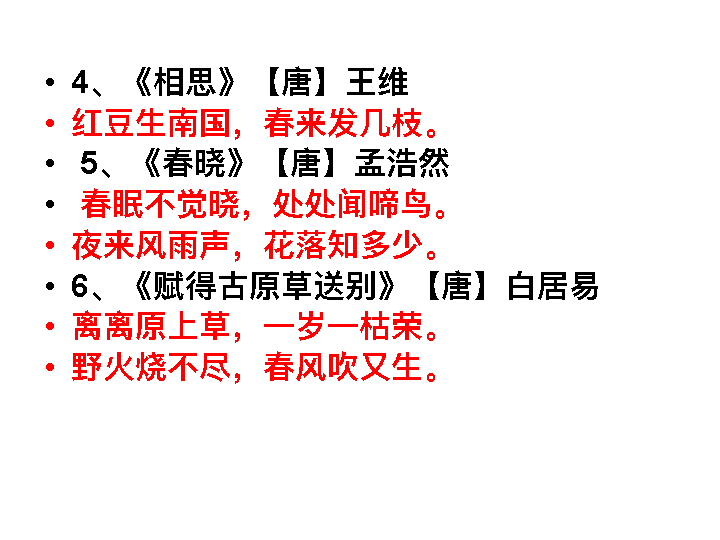 • 4、《相思》【唐】王维
• 红豆生南国，春来发几枝。
• 5、《春晓》【唐】孟浩然
• 春眠不觉晓，处处闻啼鸟。
• 夜来风雨声，花落知多少。
• 6、《赋得古原草送别》【唐】白居易
• 离离原上草，一岁一枯荣。
• 野火烧不尽，春风吹又生。